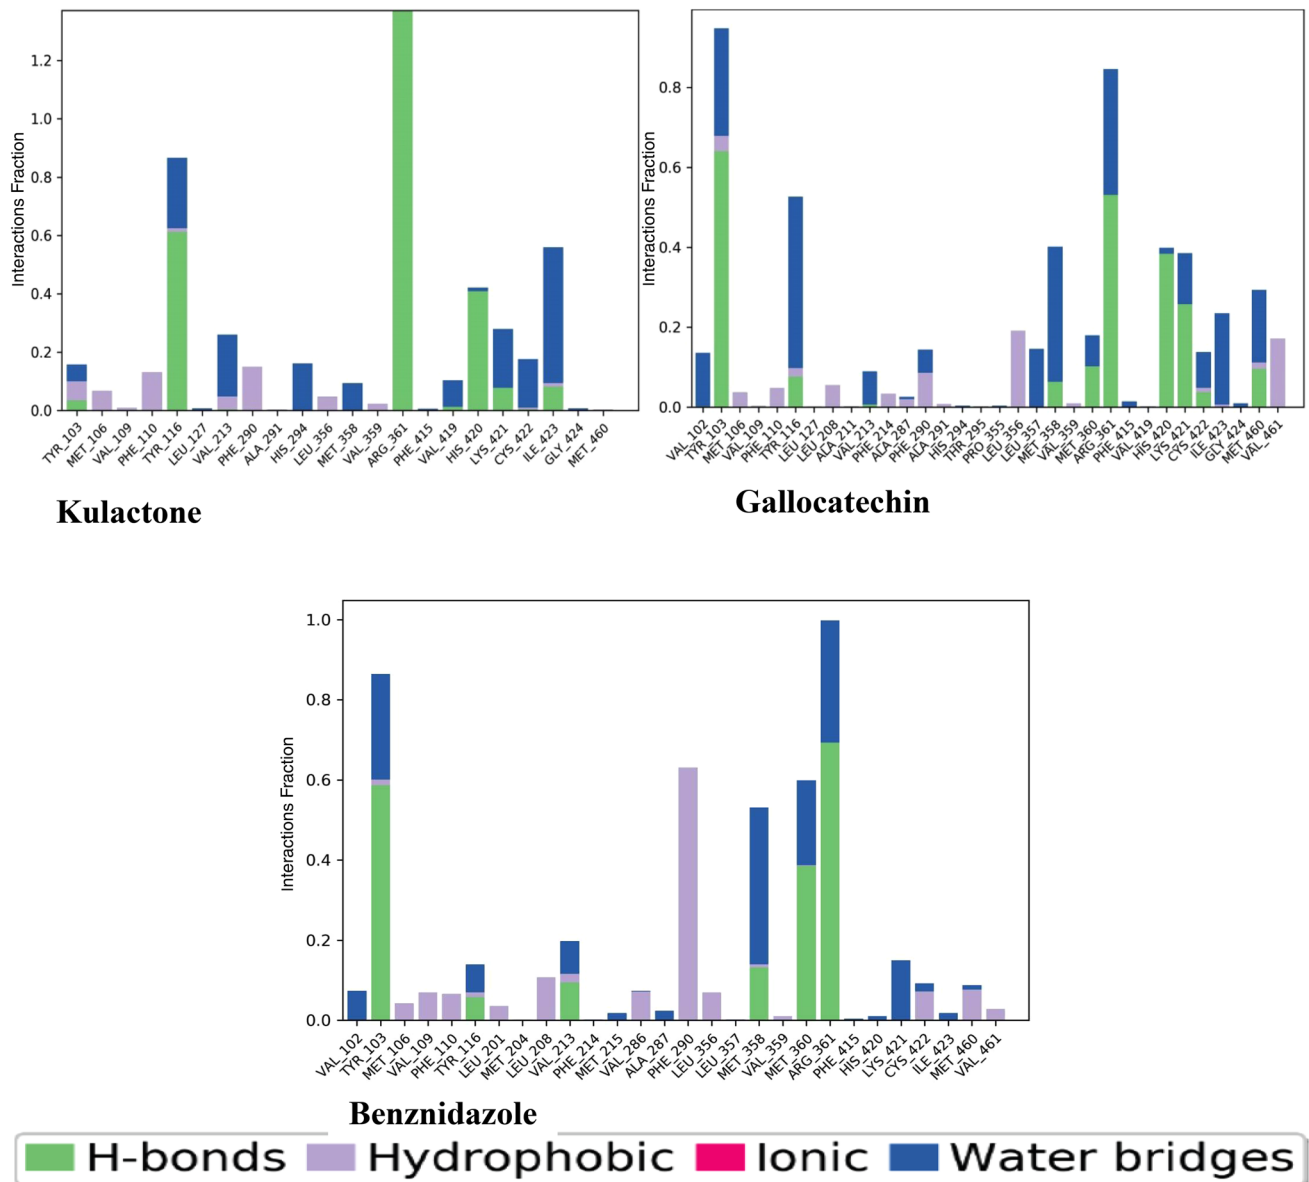 Interactions Fraction
1.2
1.0
0.8
0.6
0.4
0.2
0.0
TYR_103 MET_106 VAL_109 PHE_110 TYR_116 LEU_127 VAL_213 PHE_290 ALA_291 HIS_294 LEU_356 MET_358 VAL_359 ARG_361 PHE_415 VAL_419 HIS_420 LYS_421 CYS_422 ILE_423 GLY_424 MET_460
Kulactone
Interactions Fraction
0.8
0.6
0.4
0.2
0.0
VAL_102 TYR_103 MET_106 VAL_109 PHE_110 TYR_116 LEU_127 LEU_208 ALA_211 VAL_213 PHE_214 ALA_287 PHE_290 ALA_291 HIS_294 THR_295 PRO_355 LEU_356 LEU_357 MET_358 VAL_359 MET_360 ARG_361 PHE_415 VAL_419 HIS_420 LYS_421 CYS_422 ILE_423 GLY_424 MET_460 VAL_461
Gallocatechin
Interactions Fraction
1.0
0.8
0.6
0.4
0.2
0.0
VAL_102 TYR_103 MET_106 VAL_109 PHE_110 TYR_116 LEU_201 MET_204 LEU_208 VAL_213 PHE_214 MET_215 VAL_286 ALA_287 PHE_290 LEU_356 LEU_357 MET_358 VAL_359 MET_360 ARG_361 PHE_415 HIS_420 LYS_421 CYS_422 ILE_423 MET_460 VAL_461
Benznidazole
H-bonds Hydrophobic Ionic Water bridges